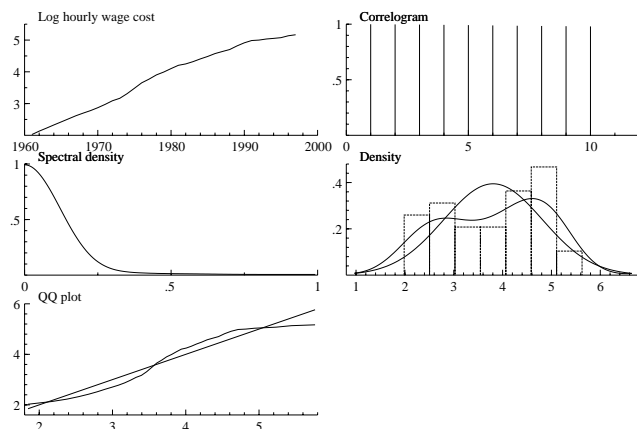 Log hourly wage cost
5
4
3
1960 1970 1980 1990 2000
Correlogram
1
.5
0 5 10
Spectral density
1
.5
0 .5 1
Density
.4
.2
1 2 3 4 5 6
QQ plot
6
4
2
2 3 4 5